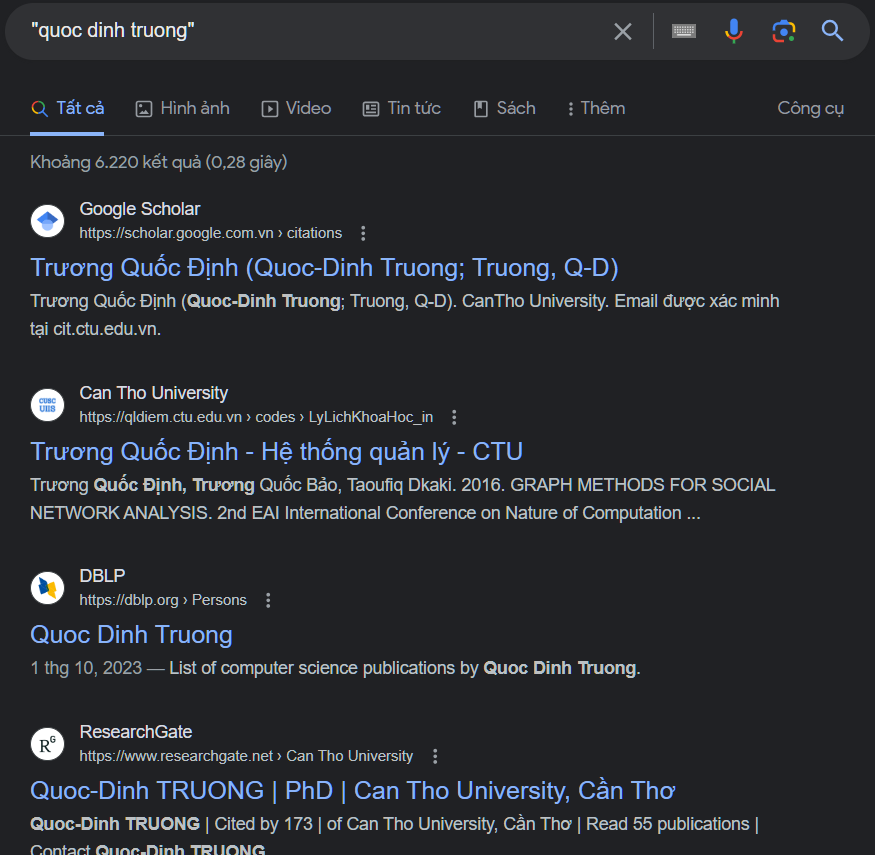 "quoc dinh truong"
Tất cả Hình ảnh Video Tin tức Sách Thêm Công cụ
Khoảng 6.220 kết quả (0,28 giây)
Google Scholar
https://scholar.google.com.vn › citations
Trương Quốc Định (Quoc-Dinh Truong; Truong, Q-D)
Trương Quốc Định (Quoc-Dinh Truong; Truong, Q-D). CanTho University. Email được xác minh
tại cit.ctu.edu.vn.
CUSC
UIIS
Can Tho University
https://qldiem.ctu.edu.vn › codes › LyLichKhoaHoc_in
Trương Quốc Định - Hệ thống quản lý - CTU
Trương Quốc Định, Trương Quốc Bảo, Taoufiq Dkaki. 2016. GRAPH METHODS FOR SOCIAL
NETWORK ANALYSIS. 2nd EAI International Conference on Nature of Computation ...
DBLP
https://dblp.org › Persons
Quoc Dinh Truong
1 thg 10, 2023 — List of computer science publications by Quoc Dinh Truong.
RG
ResearchGate
https://www.researchgate.net › Can Tho University
Quoc-Dinh TRUONG | PhD | Can Tho University, Cần Thơ
Quoc-Dinh TRUONG | Cited by 173 | of Can Tho University, Cần Thơ | Read 55 publications |
Contact Quoc-Dinh TRUONG